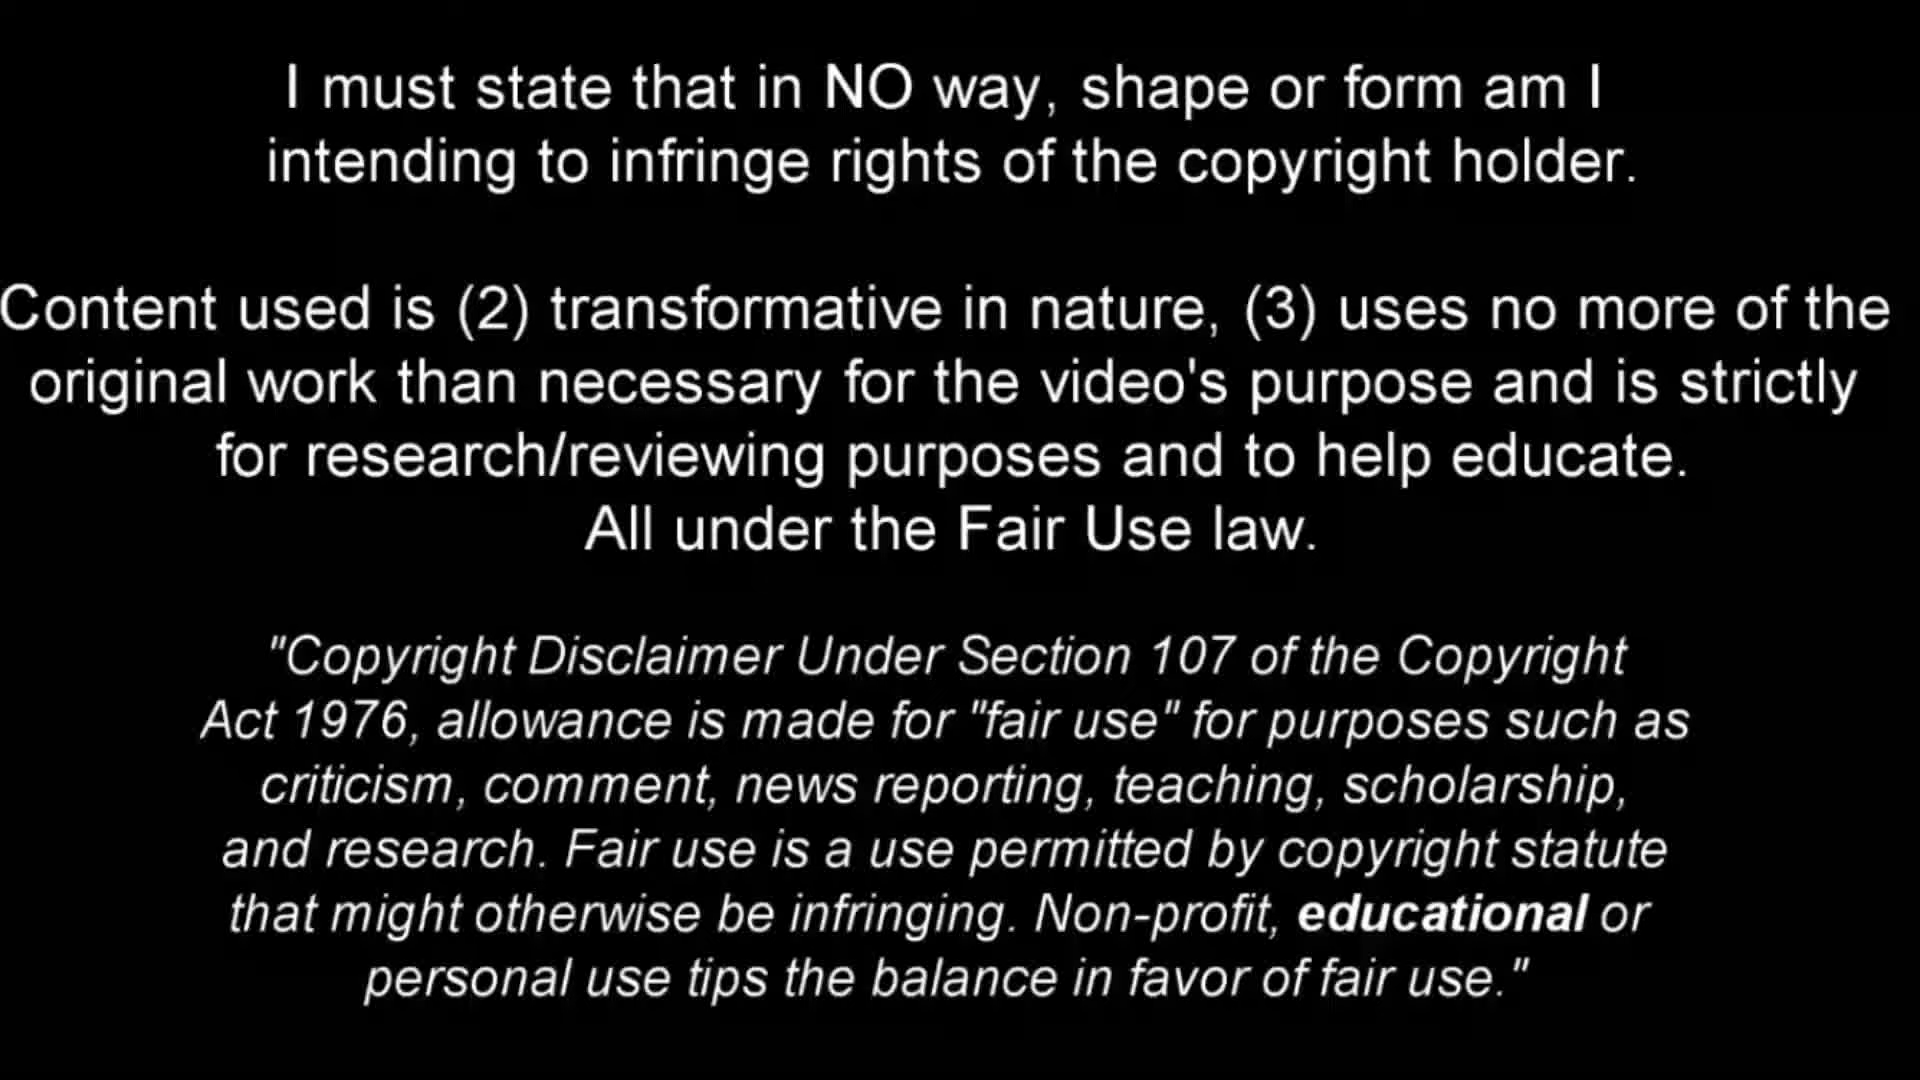 I must state that in NO way, shape or form am I
intending to infringe rights of the copyright holder.
Content used is (2) transformative in nature, (3) uses no more of the
original work than necessary for the video's purpose and is strictly
for research/reviewing purposes and to help educate.
All under the Fair Use law.
"Copyright Disclaimer Under Section 107 of the Copyright
Act 1976, allowance is made for "fair use" for purposes such as
criticism, comment, news reporting, teaching, scholarship,
and research. Fair use is a use permitted by copyright statute
that might otherwise be infringing. Non-profit, educational or
personal use tips the balance in favor of fair use."